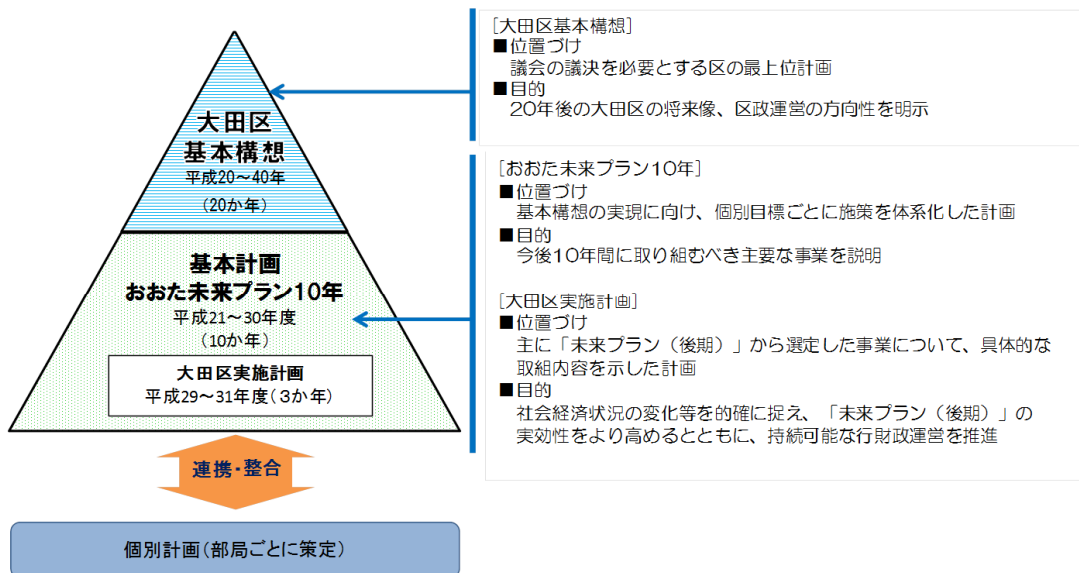 大田区
基本構想
平成20～40年
(20か年)
基本計画
おおた未来プラン10年
平成21～30年度
(10か年)
大田区実施計画
平成29～31年度(3か年)
連携・整合
個別計画(部局ごとに策定)
[大田区基本構想]
■位置づけ
議会の議決を必要とする区の最上位計画
■目的
20年後の大田区の将来像、区政運営の方向性を明示
[おおた未来プラン10年]
■位置づけ
基本構想の実現に向け、個別目標ごとに施策を体系化した計画
■目的
今後10年間に取り組むべき主要な事業を説明
[大田区実施計画]
■位置づけ
主に「未来プラン(後期)」から選定した事業について、具体的な
取組内容を示した計画
■目的
社会経済状況の変化等を的確に捉え、「未来プラン(後期)」の
実効性をより高めるとともに、持続可能な行財政運営を推進